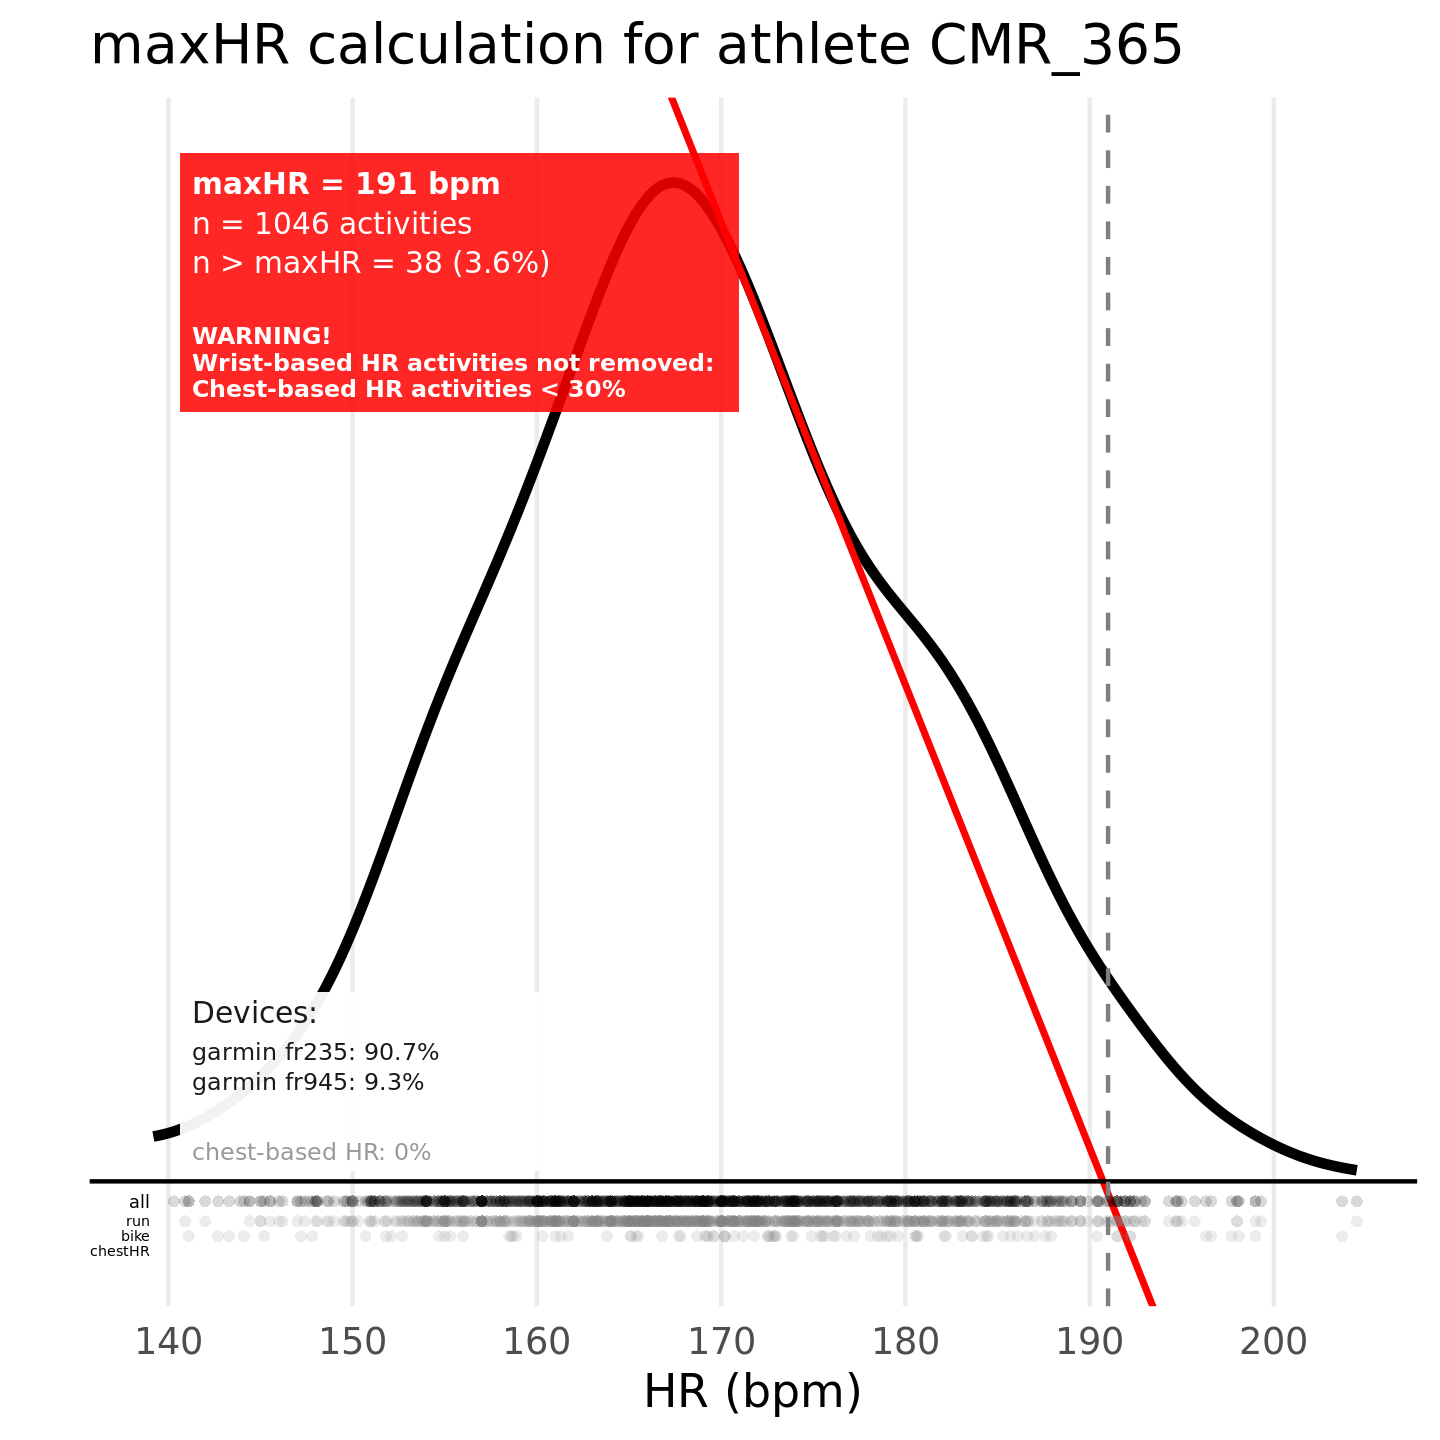 maxHR calculation for athlete CMR_365
maxHR = 191 bpm
n = 1046 activities
n > maxHR = 38 (3.6%)
WARNING!
Wrist-based HR activities not removed:
Chest-based HR activities < 30%
Devices:
garmin fr235: 90.7%
garmin fr945: 9.3%
chest-based HR: 0%
all
run
bike
chestHR
140 150 160 170 180 190 200
HR (bpm)